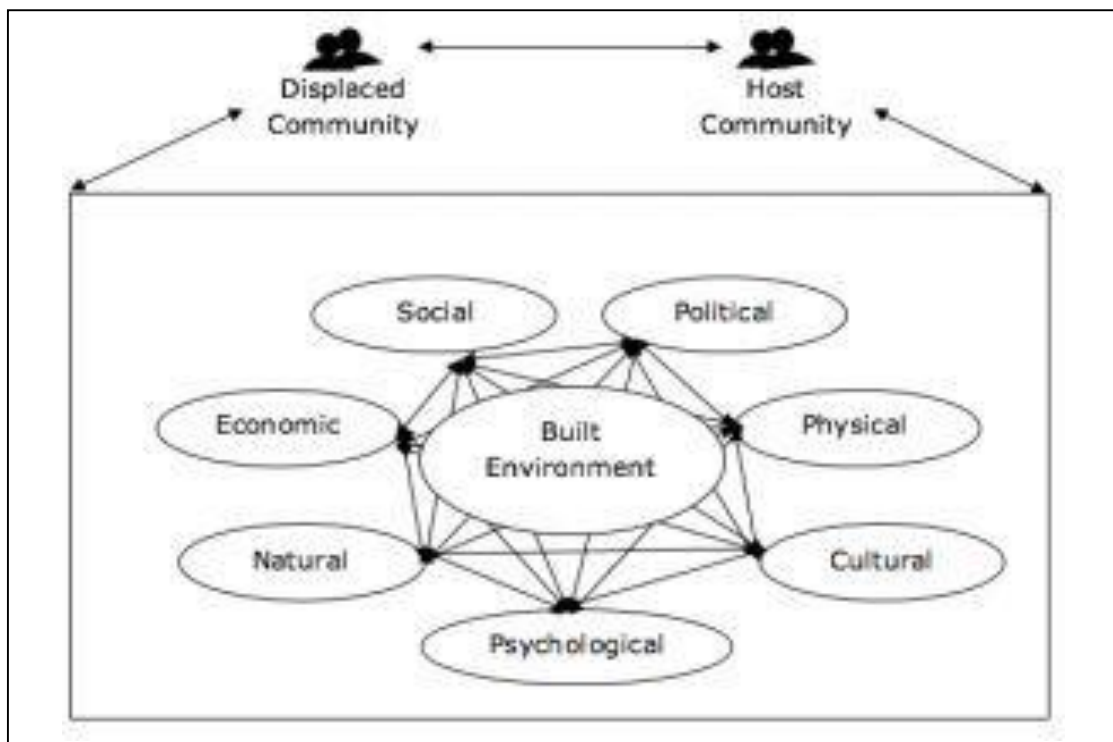 Displaced
Community
Host
Community
Social
Political
Economic
Built
Environment
Physical
Natural
Cultural
Psychological